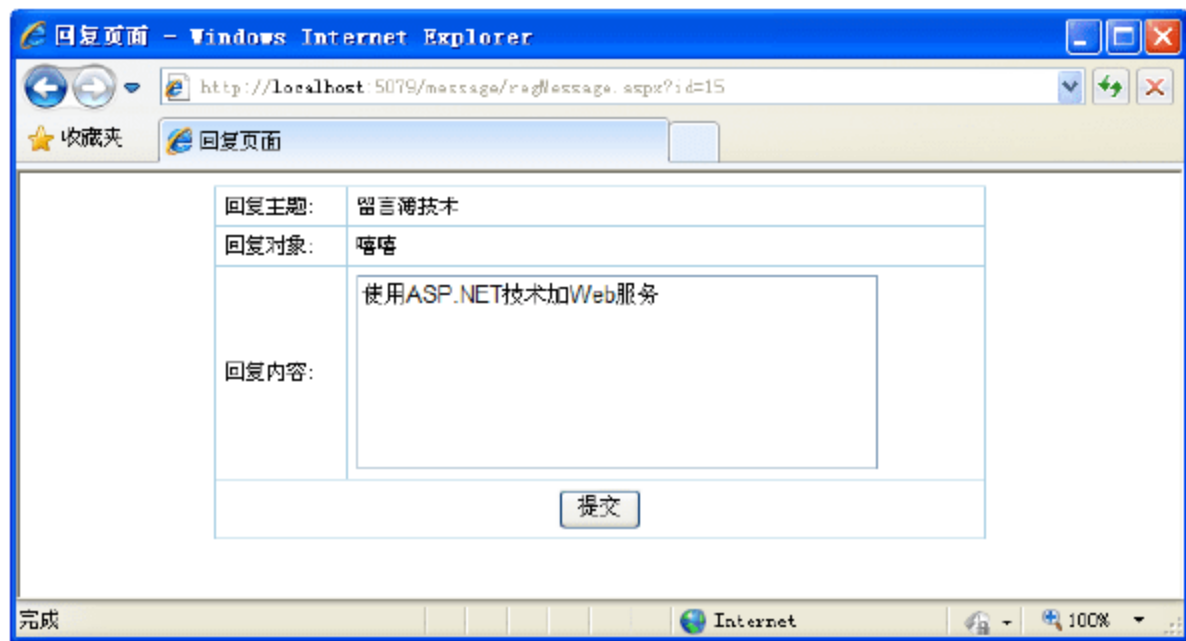 回复页面 - Windows Internet Explorer
http://localhost:5079/message/regMessage.aspx?id=15
收藏夹
回复页面
回复主题:
留言薄技术
回复对象:
嘻嘻
回复内容:
使用ASP.NET技术加Web服务
提交
完成
Internet
100%